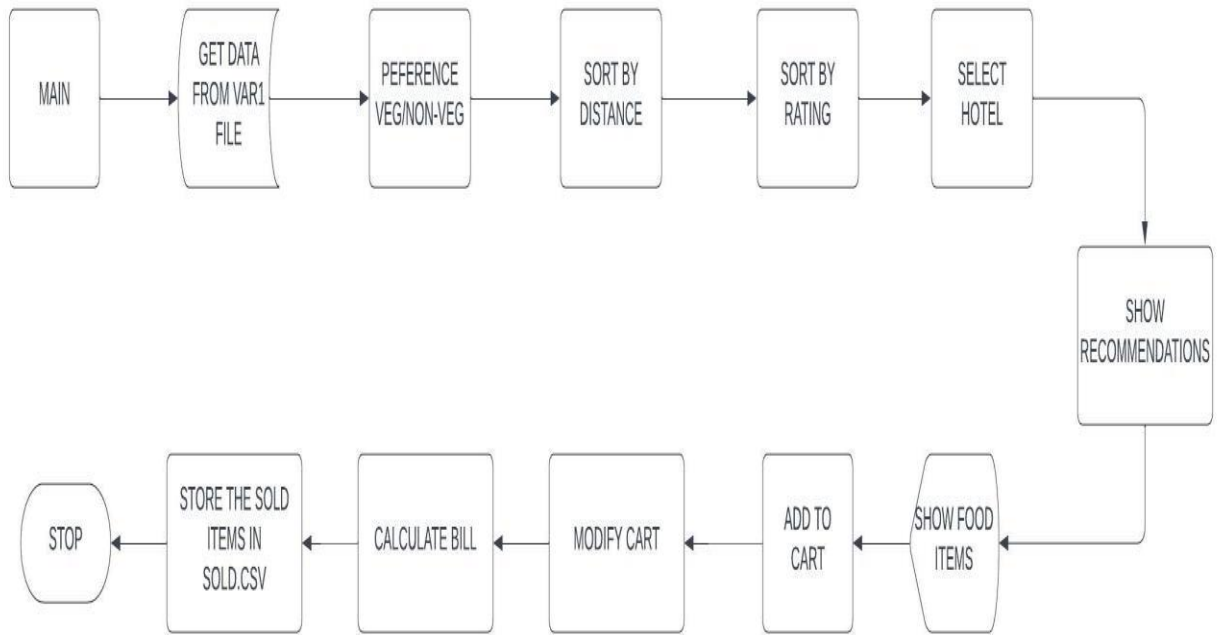 MAIN
GET DATA
FROM VAR1
FILE
PEFERENCE
VEG/NON-VEG
SORT BY
DISTANCE
SORT BY
RATING
SELECT
HOTEL
SHOW
RECOMMENDATIONS
SHOW FOOD
ITEMS
ADD TO
CART
MODIFY CART
CALCULATE BILL
STORE THE SOLD
ITEMS IN
SOLD.CSV
STOP